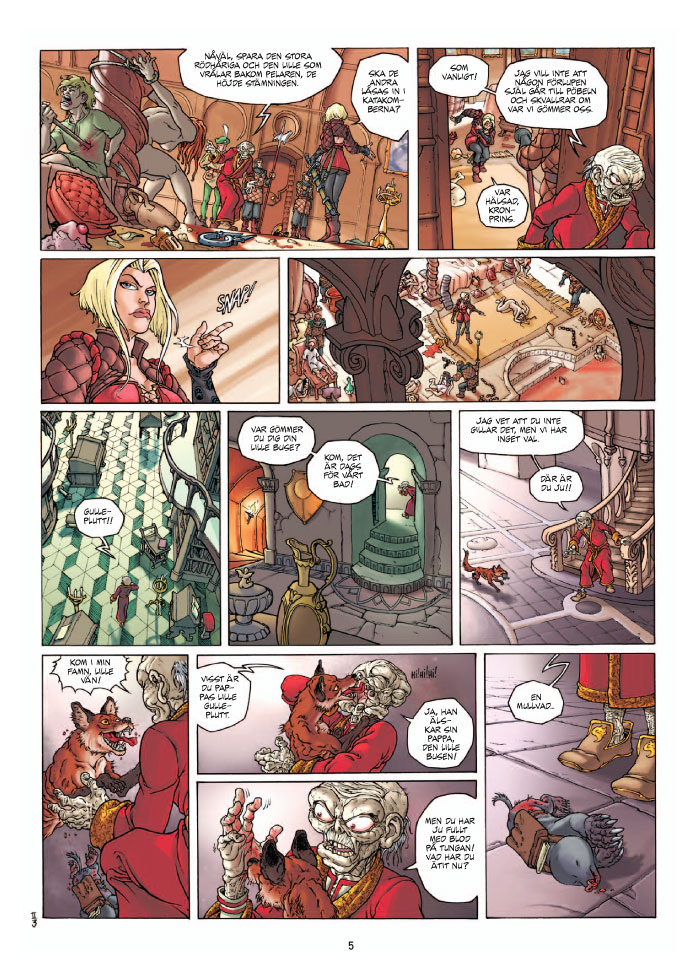 NÅVÄL, SPARA DEN STORA
RÖDHÅRIGA OCH DEN LILLE SOM
VRÅLAR BAKOM PELAREN, DE
HÖJDE STÄMNINGEN.
SKA DE
ANDRA
LÅSAS IN I
KATAKOM-
BERNA?
SOM
VANLIGT!
JAG VILL INTE ATT
NÅGON FÖRLUPEN
SJÄL GÅR TILL PÖBELN
OCH SKVALLRAR OM
VAR VI GÖMMER OSS.
VAR
HÄLSAD,
KRON-
PRINS.
SNAP!
GULLE-
PLUTT!!
VAR GÖMMER
DU DIG DIN
LILLE BUSE?
KOM, DET
ÄR DAGS
FÖR VÅRT
BAD!
JAG VET ATT DU INTE
GILLAR DET, MEN VI HAR
INGET VAL.
DÄR ÄR
DU JU!!
KOM I MIN
FAMN, LILLE
VÄN!
VISST ÄR
DU PAP-
PAS LILLE
GULLE-
PLUTT.
HI!HI!HI!
JA, HAN
ÄLS-
KAR SIN
PAPPA,
DEN LILLE
BUSEN!
MEN DU HAR
JU FULLT
MED BLOD
PÅ TUNGAN!
VAD HAR DU
ÄTIT NU?
EN
MULLVAD..
5